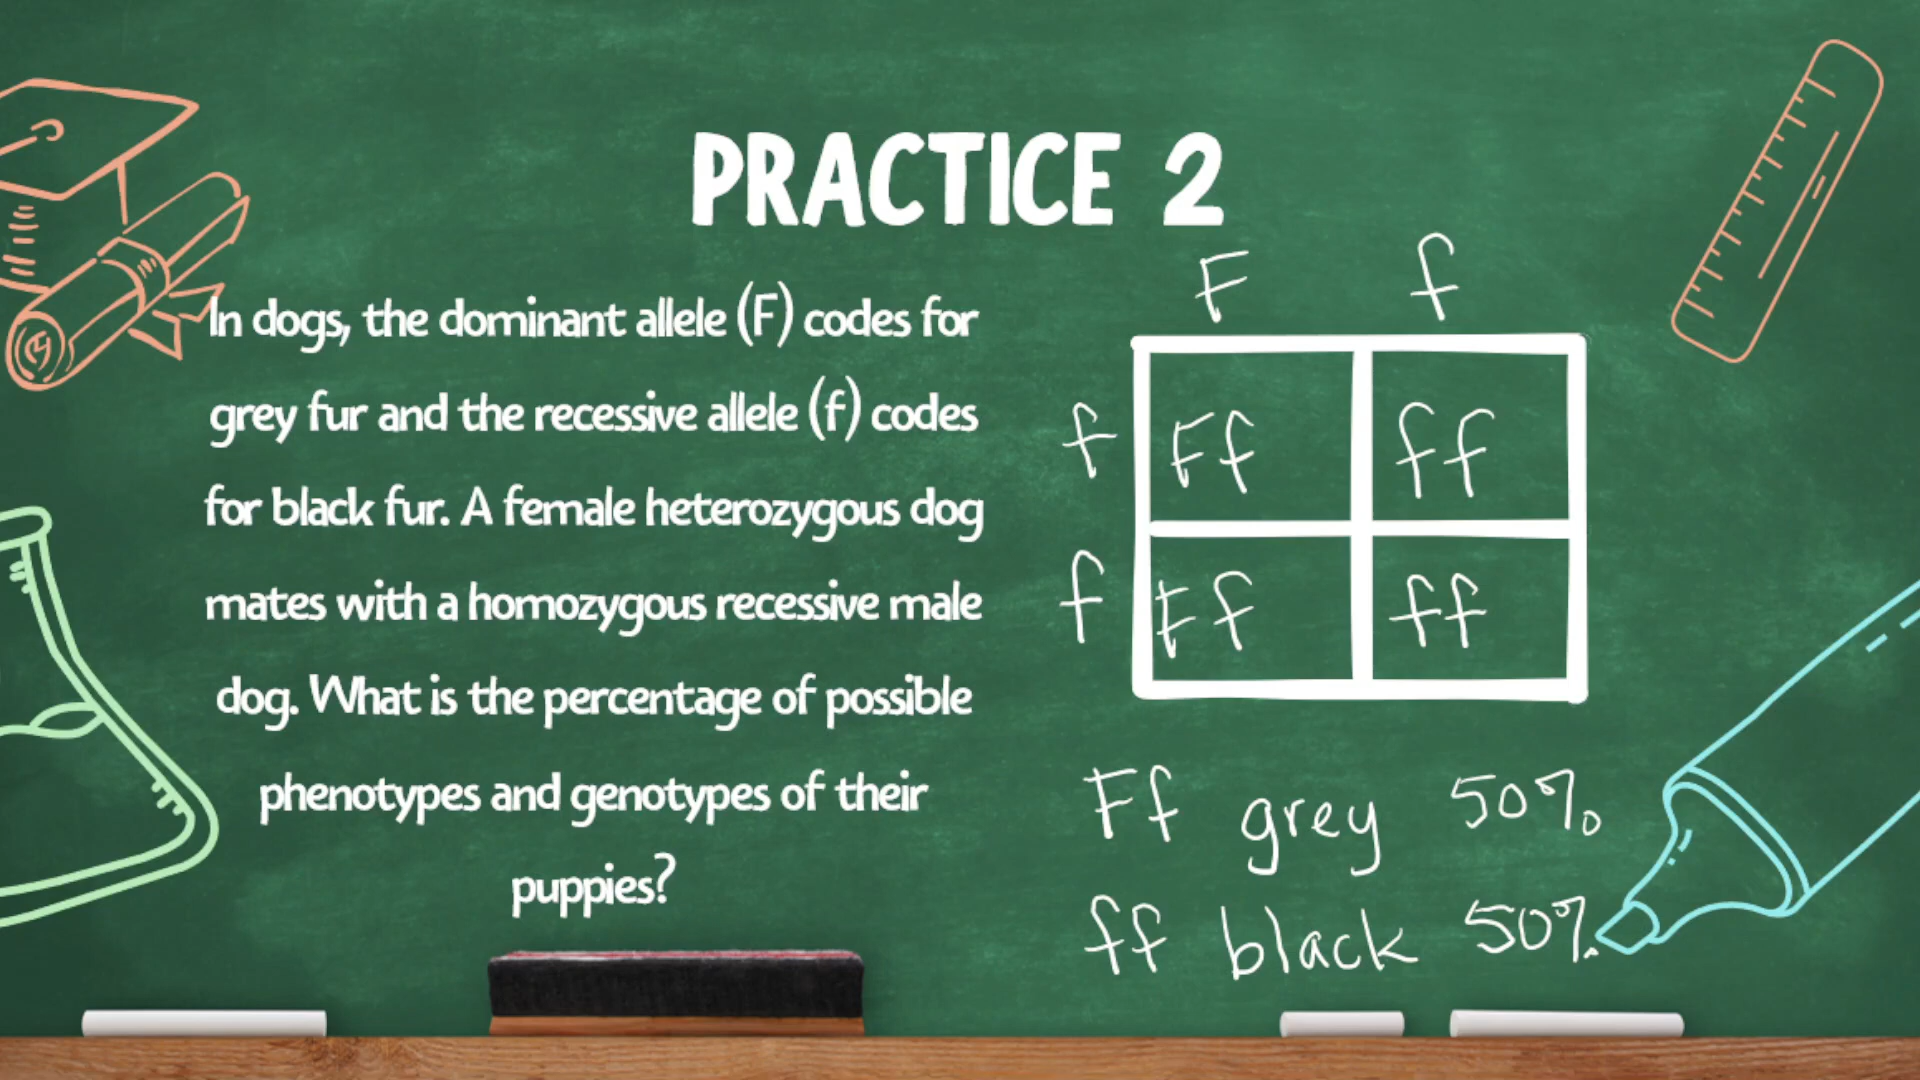 PRACTICE 2
In dogs, the dominant allele (F) codes for
grey fur and the recessive allele (f) codes
for black fur. A female heterozygous dog
mates with a homozygous recessive male
dog. What is the percentage of possible
phenotypes and genotypes of their
puppies?
F f
f Ff ff
f Ff ff
Ff grey 50%
ff black 50%